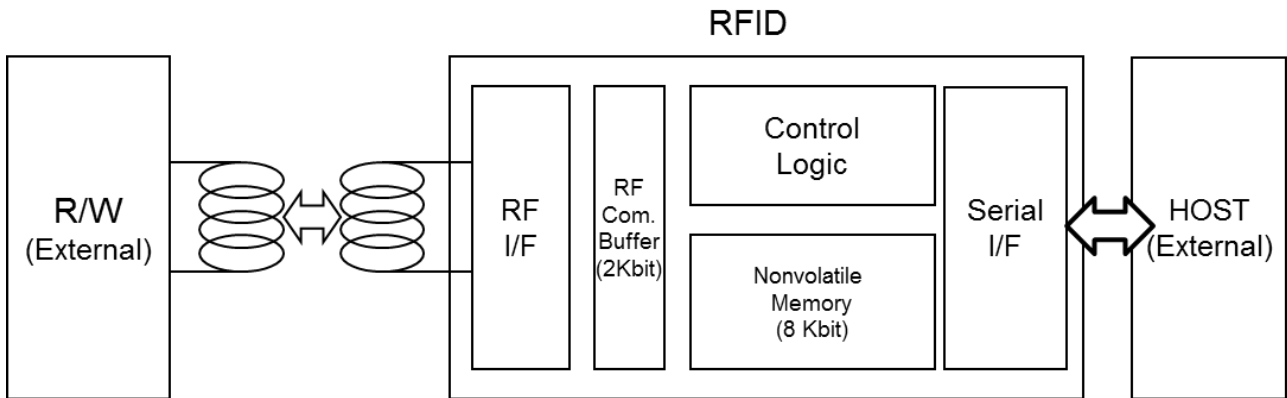 RFID
R/W
(External)
RF
I/F
RF
Com.
Buffer
(2Kbit)
Control
Logic
Nonvolatile
Memory
(8 Kbit)
Serial
I/F
HOST
(External)